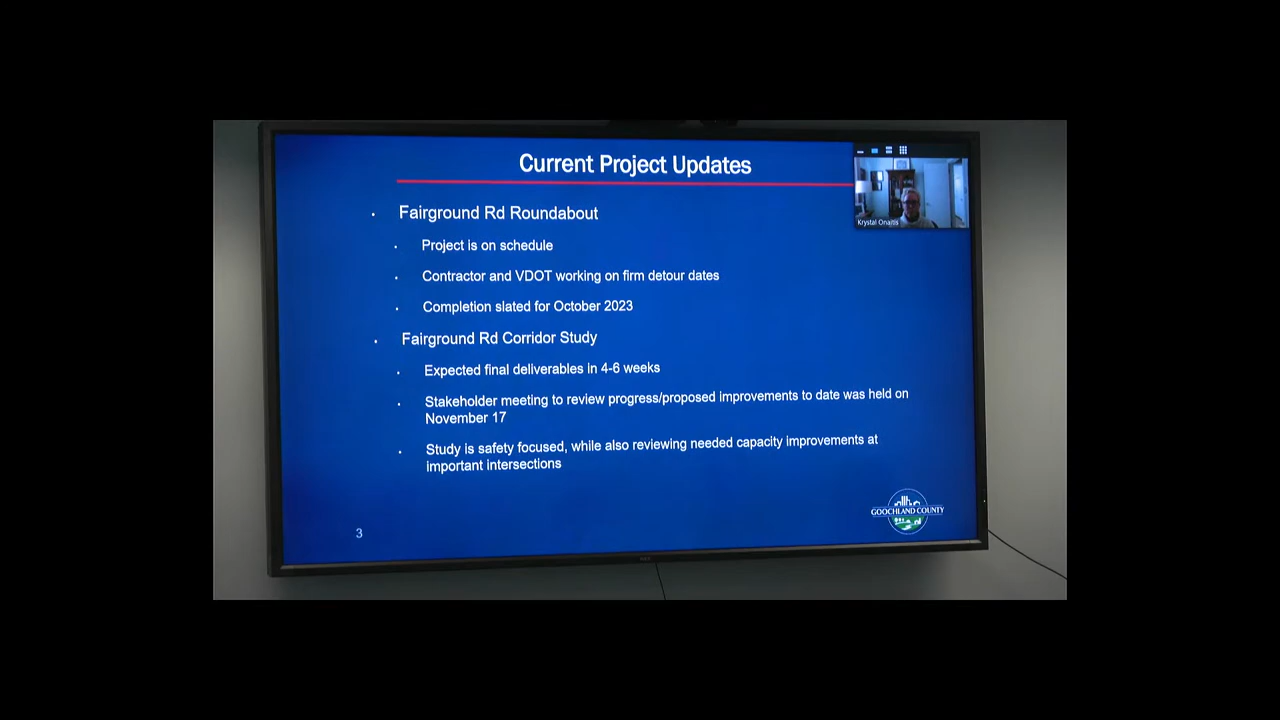 Current Project Updates
Krystal Onaitis
Fairground Rd Roundabout
Project is on schedule
Contractor and VDOT working on firm detour dates
Completion slated for October 2023
Fairground Rd Corridor Study
Expected final deliverables in 4-6 weeks
Stakeholder meeting to review progress/proposed improvements to date was held on
November 17
Study is safety focused, while also reviewing needed capacity improvements at
important intersections
GOOCHLAND COUNTY
3